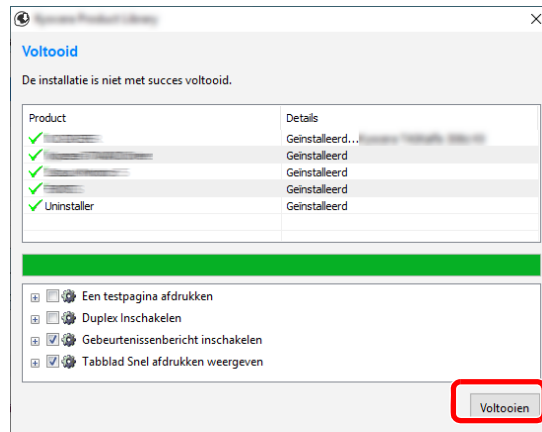 Voltooid
De installatie is niet met succes voltooid.
Product Details
Geïnstalleerd...
Geïnstalleerd
Geïnstalleerd
Geïnstalleerd
Uninstaller Geïnstalleerd
Een testpagina afdrukken
Duplex Inschakelen
Gebeurtenissenbericht inschakelen
Tabblad Snel afdrukken weergeven
Voltooien